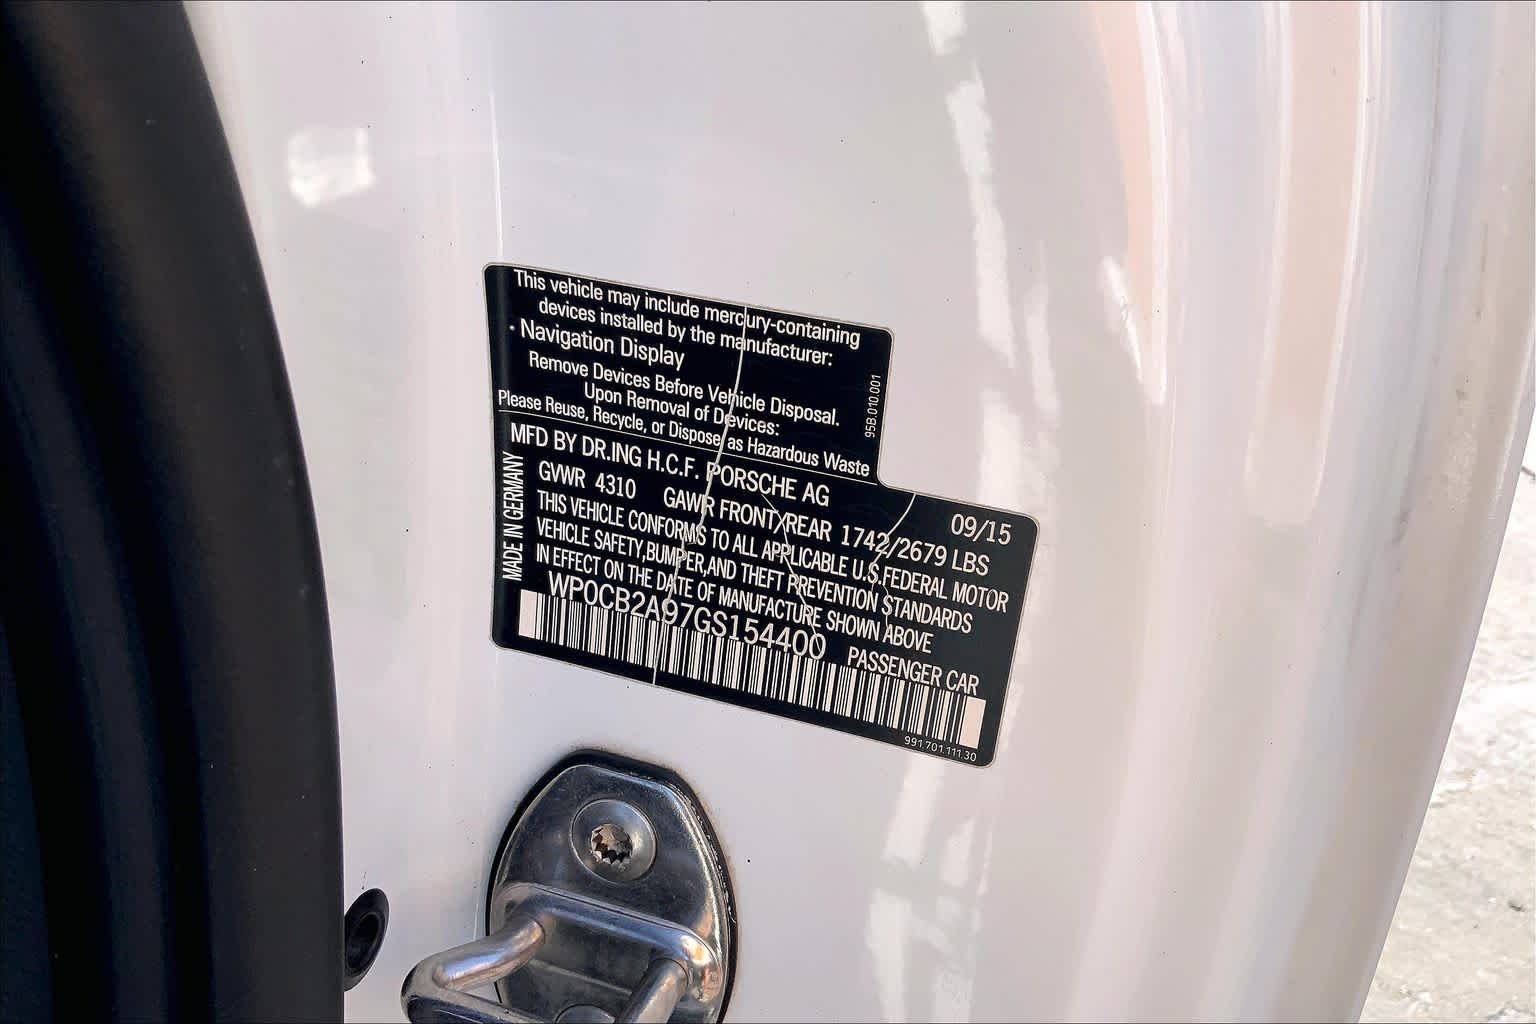 This vehicle may include mercury-containing
devices installed by the manufacturer:
· Navigation Display
Remove Devices Before Vehicle Disposal.
Upon Removal of Devices:
Please Reuse, Recycle, or Dispose as Hazardous Waste
95B.010.001
MFD BY DR.ING H.C.F. PORSCHE AG
09/15
GVWR 4310 GAWR FRONT/REAR 1742/2679 LBS
THIS VEHICLE CONFORMS TO ALL APPLICABLE U.S.FEDERAL MOTOR
VEHICLE SAFETY,BUMPER,AND THEFT PREVENTION STANDARDS
IN EFFECT ON THE DATE OF MANUFACTURE SHOWN ABOVE
MADE IN GERMANY
WP0CB2A97GS154400 PASSENGER CAR
991.701.111.30